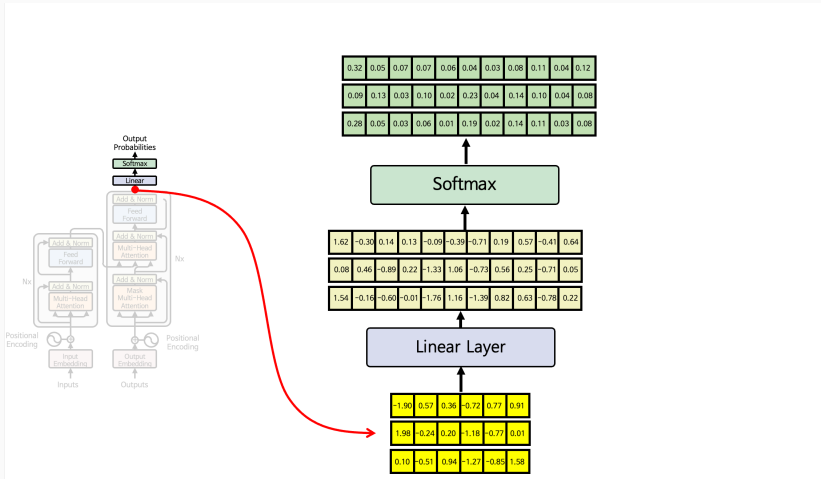 0.32 0.05 0.07 0.07 0.06 0.04 0.03 0.08 0.11 0.04 0.12
0.09 0.13 0.03 0.10 0.02 0.23 0.04 0.14 0.10 0.04 0.08
0.28 0.05 0.03 0.06 0.01 0.19 0.02 0.14 0.11 0.03 0.08
Softmax
1.62 −0.30 0.14 0.13 −0.09 −0.39 −0.71 0.19 0.57 −0.41 0.64
0.08 0.46 −0.89 0.22 −1.33 1.06 −0.73 0.56 0.25 −0.71 0.05
1.54 −0.16 −0.60 −0.01 −1.76 1.16 −1.39 0.82 0.63 −0.78 0.22
Linear Layer
−1.90 0.57 0.36 −0.72 0.77 0.91
1.98 −0.24 0.20 −1.18 −0.77 0.01
0.10 −0.51 0.94 −1.27 −0.85 1.58
Output
Probabilities
Softmax
Linear
Add & Norm
Feed
Forward
Add & Norm
Multi-Head
Attention
Nx
Add & Norm
Mask
Multi-Head
Attention
Add & Norm
Feed
Forward
Nx
Add & Norm
Multi-Head
Attention
Positional
Encoding
Positional
Encoding
Input
Embedding
Output
Embedding
Inputs
Outputs